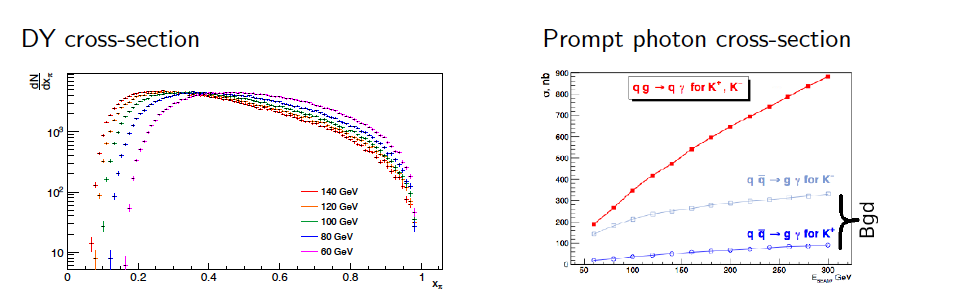 DY cross-section
dN
dx_π
10³
10²
10
0
0.2
0.4
0.6
0.8
1
x_π
140 GeV
120 GeV
100 GeV
80 GeV
60 GeV
Prompt photon cross-section
σ, nb
900
800
700
600
500
400
300
200
100
0
50
100
150
200
250
300
GeV
q g → q γ for K⁺, K⁻
q q̄ → g γ for K⁻
q q̄ → g γ for K⁺
Bgd